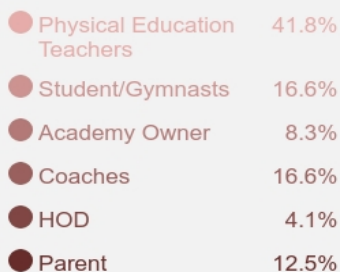 Physical Education 41.8%
Teachers
Student/Gymnasts 16.6%
Academy Owner 8.3%
Coaches 16.6%
HOD 4.1%
Parent 12.5%